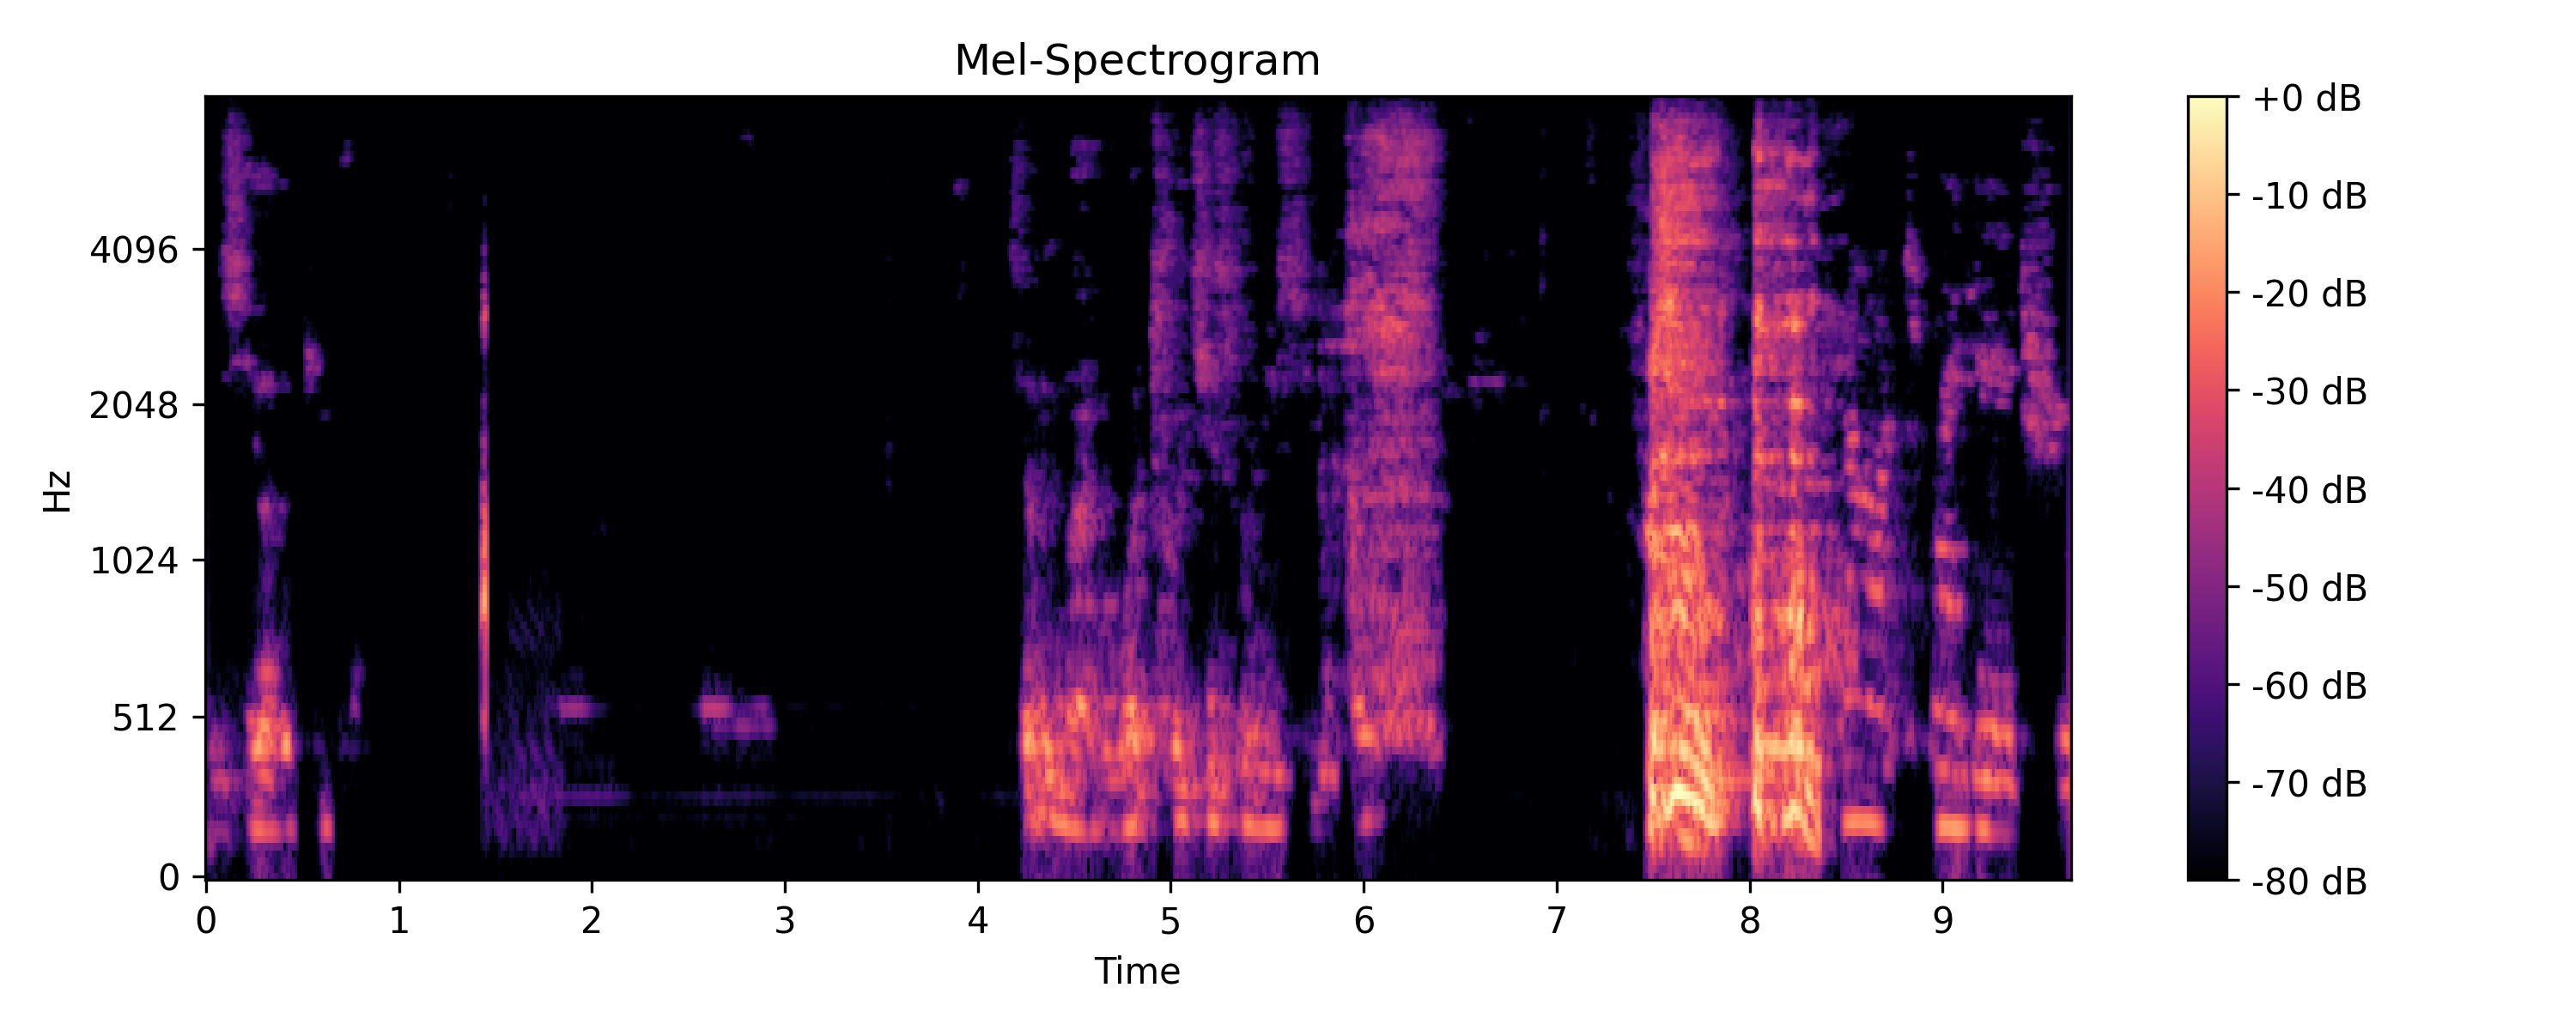 Mel-Spectrogram
+0 dB
-10 dB
-20 dB
-30 dB
-40 dB
-50 dB
-60 dB
-70 dB
-80 dB
Hz
4096
2048
1024
512
0
0 1 2 3 4 5 6 7 8 9
Time